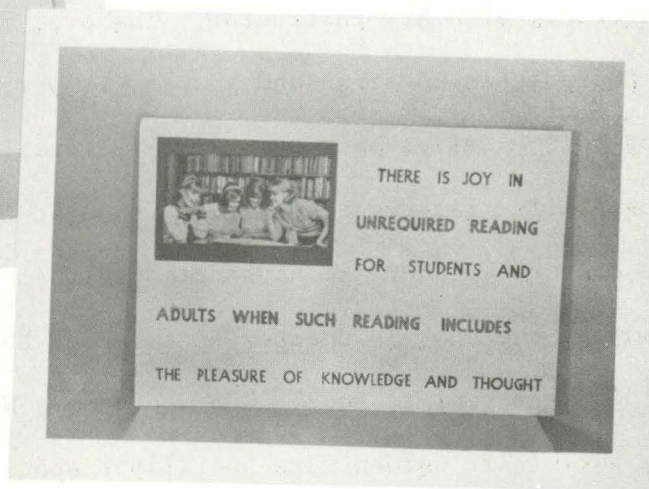 THERE IS JOY IN
UNREQUIRED READING
FOR STUDENTS AND
ADULTS WHEN SUCH READING INCLUDES
THE PLEASURE OF KNOWLEDGE AND THOUGHT